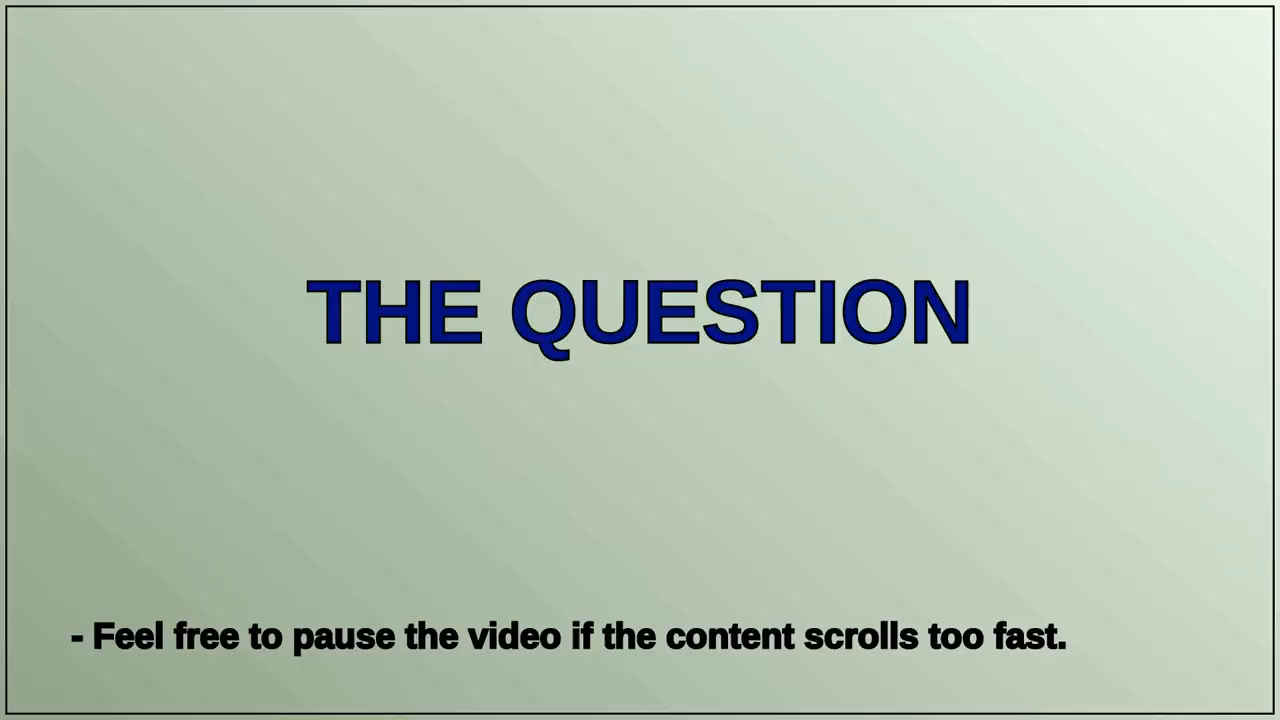 THE QUESTION
- Feel free to pause the video if the content scrolls too fast.